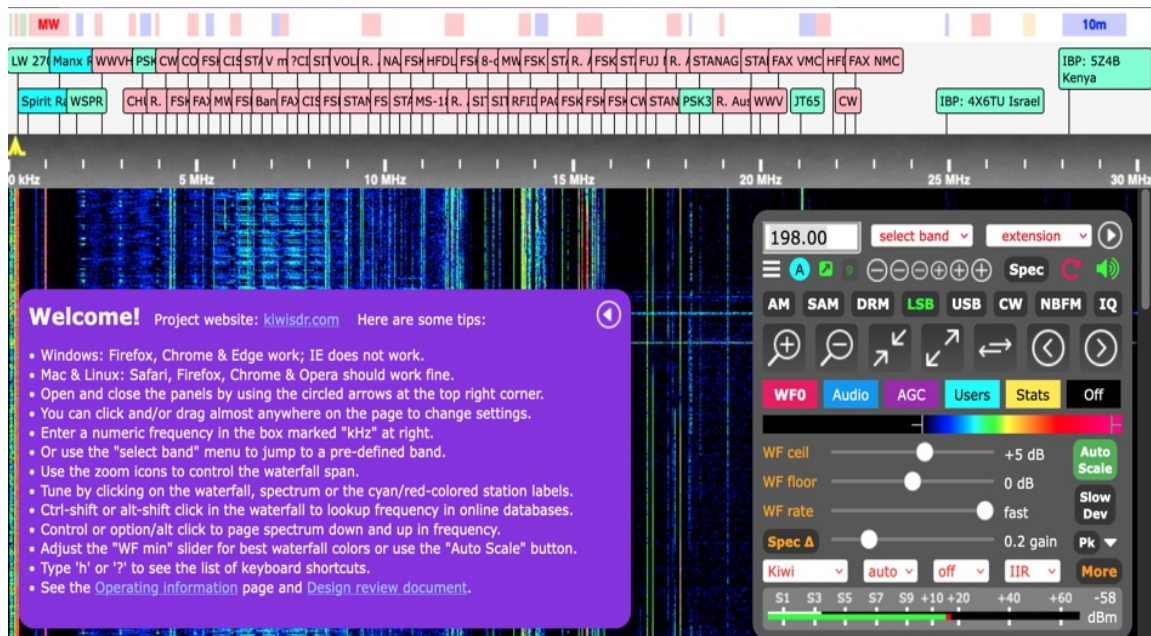 MW
10m
LW 270
Manx R
WWVH
PSK
CW
CO
FSK
CIS
STA
V m
?CI
SIT
VOL
R. /
NA
FSK
HFDL
FSK
8-c
MW
FSK
STA
R. /
FSK
ST
FUJ
R. /
STANAG
STAN
FAX VMC
HFI
FAX NMC
IBP: 5Z4B
Kenya
Spirit Ra
WSPR
CHU
R.
FSK
FAX
MW
FSK
Ban
FAX
CIS
FSK
STAN
FS
STA
MS-18
R. /
SIT
SIT
RFID
PAC
FSK
FSK
FSK
CW
STAN
PSK3
R. Aus
WWV
JT65
CW
IBP: 4X6TU Israel
0 kHz
5 MHz
10 MHz
15 MHz
20 MHz
25 MHz
30 MHz
Welcome! Project website: kiwisdr.com Here are some tips:
• Windows: Firefox, Chrome & Edge work; IE does not work.
• Mac & Linux: Safari, Firefox, Chrome & Opera should work fine.
• Open and close the panels by using the circled arrows at the top right corner.
• You can click and/or drag almost anywhere on the page to change settings.
• Enter a numeric frequency in the box marked "kHz" at right.
• Or use the "select band" menu to jump to a pre-defined band.
• Use the zoom icons to control the waterfall span.
• Tune by clicking on the waterfall, spectrum or the cyan/red-colored station labels.
• Ctrl-shift or alt-shift click in the waterfall to lookup frequency in online databases.
• Control or option/alt click to page spectrum down and up in frequency.
• Adjust the "WF min" slider for best waterfall colors or use the "Auto Scale" button.
• Type 'h' or '?' to see the list of keyboard shortcuts.
• See the Operating information page and Design review document.
198.00 select band extension
A 9 Spec
AM SAM DRM LSB USB CW NBFM IQ
WF0 Audio AGC Users Stats Off
WF ceil +5 dB Auto Scale
WF floor 0 dB
WF rate fast Slow Dev
Spec Δ 0.2 gain Pk
Kiwi auto off IIR More
S1 S3 S5 S7 S9 +10 +20 +40 +60 -58
dBm